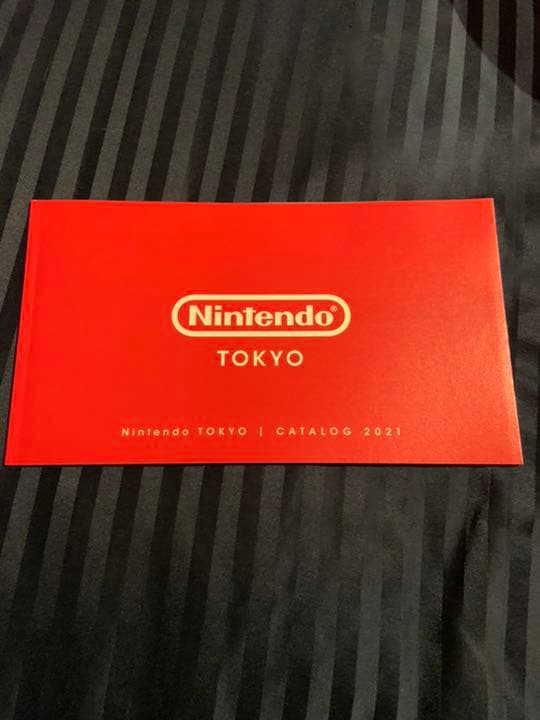 Nintendo®
TOKYO
Nintendo TOKYO | CATALOG 2021